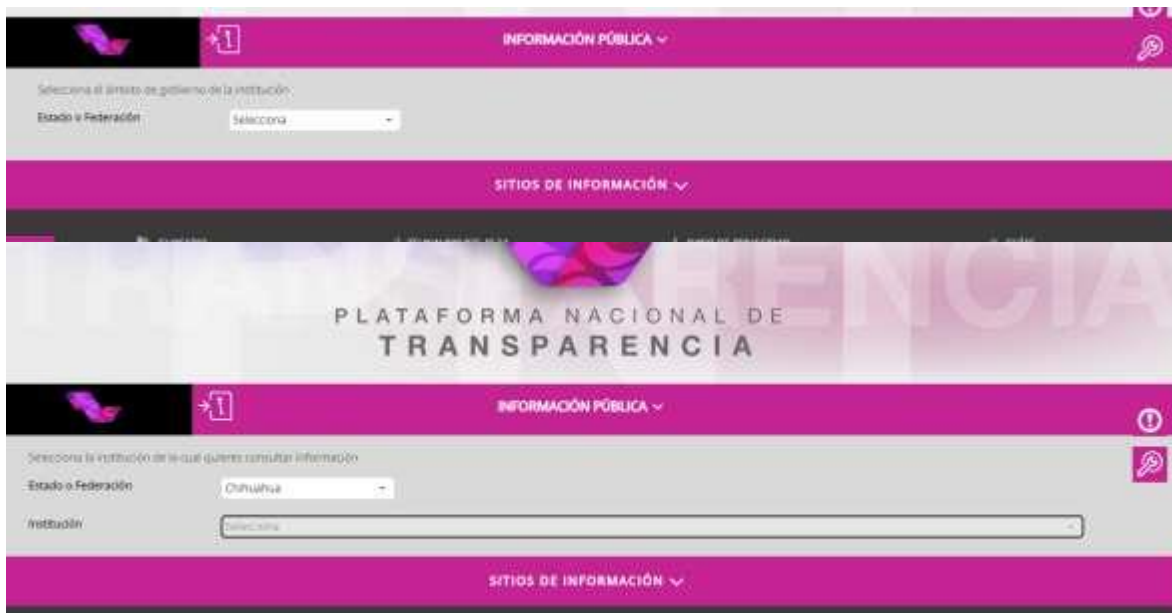 INFORMACIÓN PÚBLICA
Selecciona el ámbito de gobierno de la institución
Estado o Federación
Selecciona
SITIOS DE INFORMACIÓN
PLATAFORMA NACIONAL DE
TRANSPARENCIA
INFORMACIÓN PÚBLICA
Selecciona la institución de la cual quieres consultar información
Estado o Federación
Chihuahua
Institución
Selecciona
SITIOS DE INFORMACIÓN